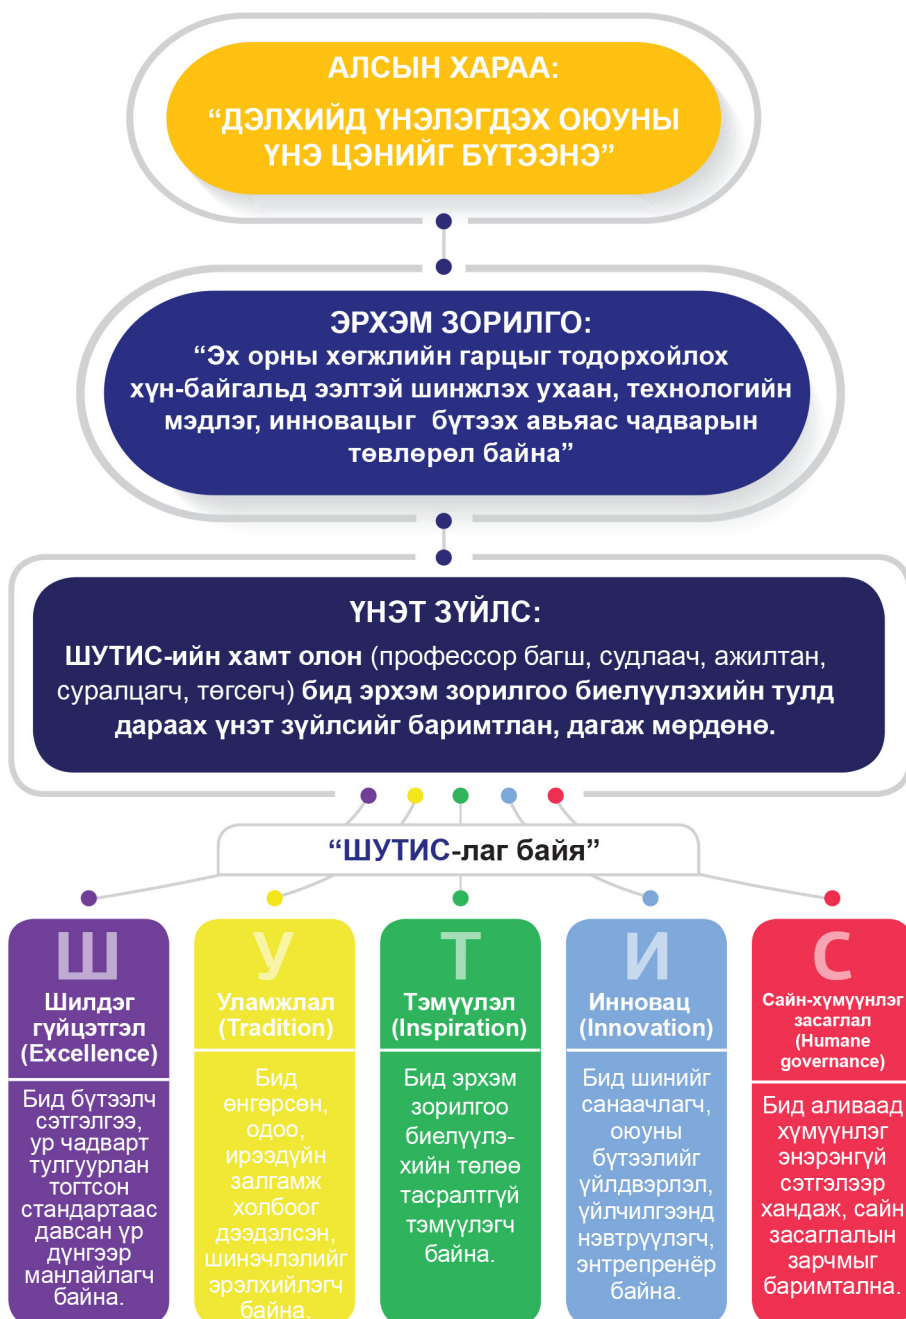 АЛСЫН ХАРАА:
“ДЭЛХИЙД ҮНЭЛЭГДЭХ ОЮУНЫ
ҮНЭ ЦЭНИЙГ БҮТЭЭНЭ”
ЭРХЭМ ЗОРИЛГО:
“Эх орны хөгжлийн гарцыг тодорхойлох
хүн-байгальд ээлтэй шинжлэх ухаан, технологийн
мэдлэг, инновацыг бүтээх авьяас чадварын
төвлөрөл байна”
ҮНЭТ ЗҮЙЛС:
ШУТИС-ийн хамт олон (профессор багш, судлаач, ажилтан,
суралцагч, төгсөгч) бид эрхэм зорилгоо биелүүлэхийн тулд
дараах үнэт зүйлсийг баримтлан, дагаж мөрдөнө.
“ШУТИС-лаг байя”
Ш
Шилдэг
гүйцэтгэл
(Excellence)
Бид бүтээлч
сэтгэлгээ,
ур чадварт
тулгуурлан
тогтсон
стандартаас
давсан үр
дүнгээр
манлайлагч
байна.
У
Уламжлал
(Tradition)
Бид
өнгөрсөн,
одоо,
ирээдүйн
залгамж
холбоог
дээдэлсэн,
шинэчлэлийг
эрэлхийлэгч
байна.
Т
Тэмүүлэл
(Inspiration)
Бид эрхэм
зорилгоо
биелүүлэ-
хийн төлөө
тасралтгүй
тэмүүлэгч
байна.
И
Инновац
(Innovation)
Бид шинийг
санаачлагч,
оюуны
бүтээлийг
үйлдвэрлэл,
үйлчилгээнд
нэвтрүүлэгч,
энтрепренёр
байна.
С
Сайн-хүмүүнлэг
засаглал
(Humane
governance)
Бид аливаад
хүмүүнлэг
энэрэнгүй
сэтгэлээр
хандаж, сайн
засаглалын
зарчмыг
баримтална.